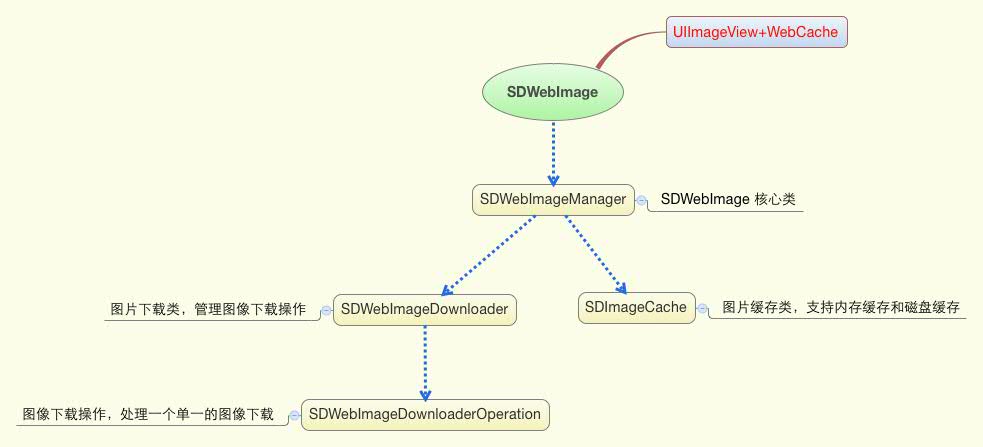 UIImageView+WebCache
SDWebImage
SDWebImageManager
SDWebImage 核心类
图片下载类，管理图像下载操作
SDWebImageDownloader
SDImageCache
图片缓存类，支持内存缓存和磁盘缓存
图像下载操作，处理一个单一的图像下载
SDWebImageDownloaderOperation